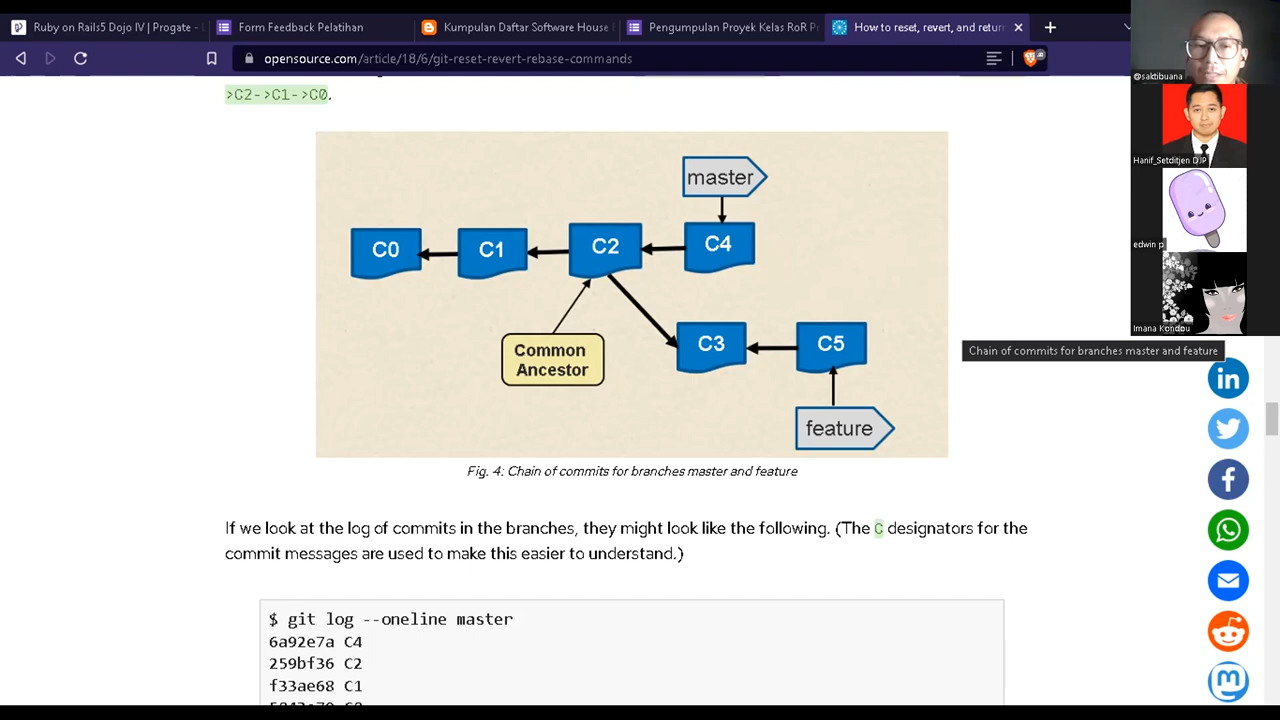 Ruby on Rails5 Dojo IV | Progate -
Form Feedback Pelatihan
Kumpulan Daftar Software House
Pengumpulan Proyek Kelas RoR P
How to reset, revert, and return
opensource.com/article/18/6/git-reset-revert-rebase-commands
>C2->C1->C0.
master
C0
C1
C2
C4
Common
Ancestor
C3
C5
feature
Fig. 4: Chain of commits for branches master and feature
If we look at the log of commits in the branches, they might look like the following. (The C designators for the
commit messages are used to make this easier to understand.)
$ git log --oneline master
6a92e7a C4
259bf36 C2
f33ae68 C1
@saktibuana
Hanif_Setditjen DJP
edwin p
Imana Kondou
Chain of commits for branches master and feature
in